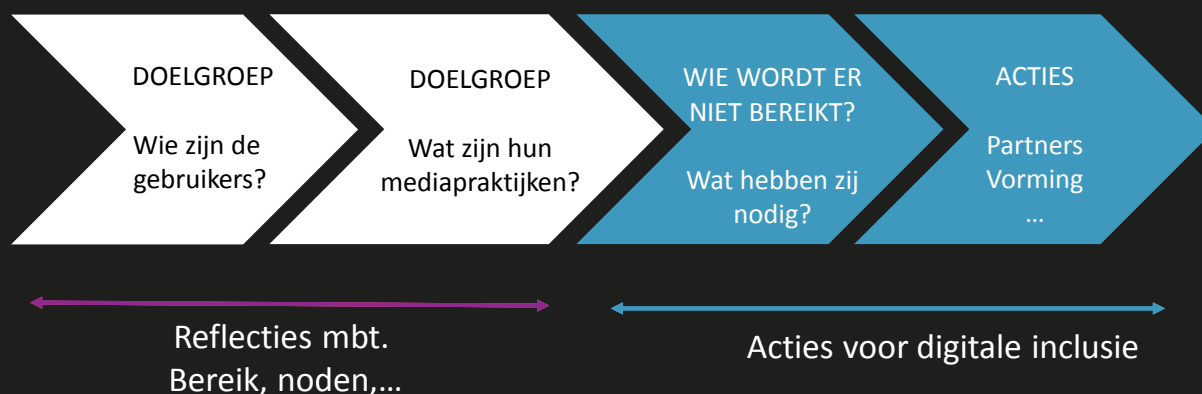 DOELGROEP
Wie zijn de
gebruikers?
DOELGROEP
Wat zijn hun
mediapraktijken?
WIE WORDT ER
NIET BEREIKT?
Wat hebben zij
nodig?
ACTIES
Partners
Vorming
...
Reflecties mbt.
Bereik, noden,...
Acties voor digitale inclusie